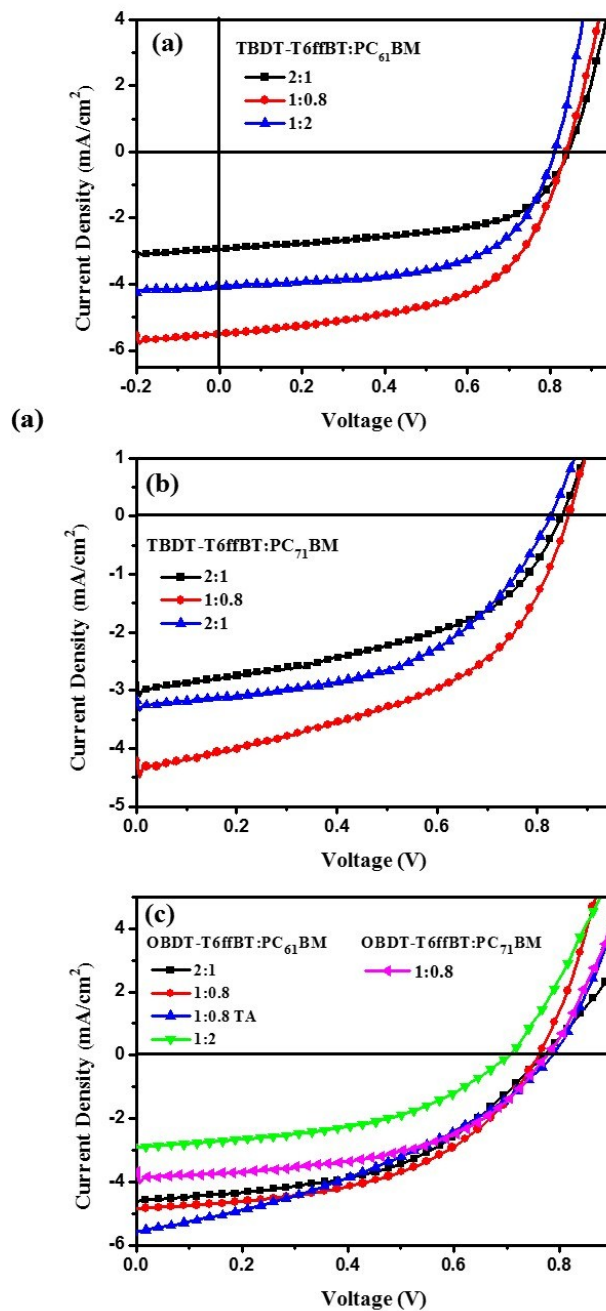 (a)
TBDT-T6ffBT:PC61BM
2:1
1:0.8
1:2
4
2
0
-2
-4
-6
Current Density (mA/cm2)
-0.2 0.0 0.2 0.4 0.6 0.8
Voltage (V)
(a)
(b)
TBDT-T6ffBT:PC71BM
2:1
1:0.8
2:1
1
0
-1
-2
-3
-4
-5
Current Density (mA/cm2)
0.0 0.2 0.4 0.6 0.8
Voltage (V)
(c)
OBDT-T6ffBT:PC61BM OBDT-T6ffBT:PC71BM
2:1 1:0.8
1:0.8
1:0.8 TA
1:2
4
2
0
-2
-4
-6
Current Density (mA/cm2)
0.0 0.2 0.4 0.6 0.8
Voltage (V)